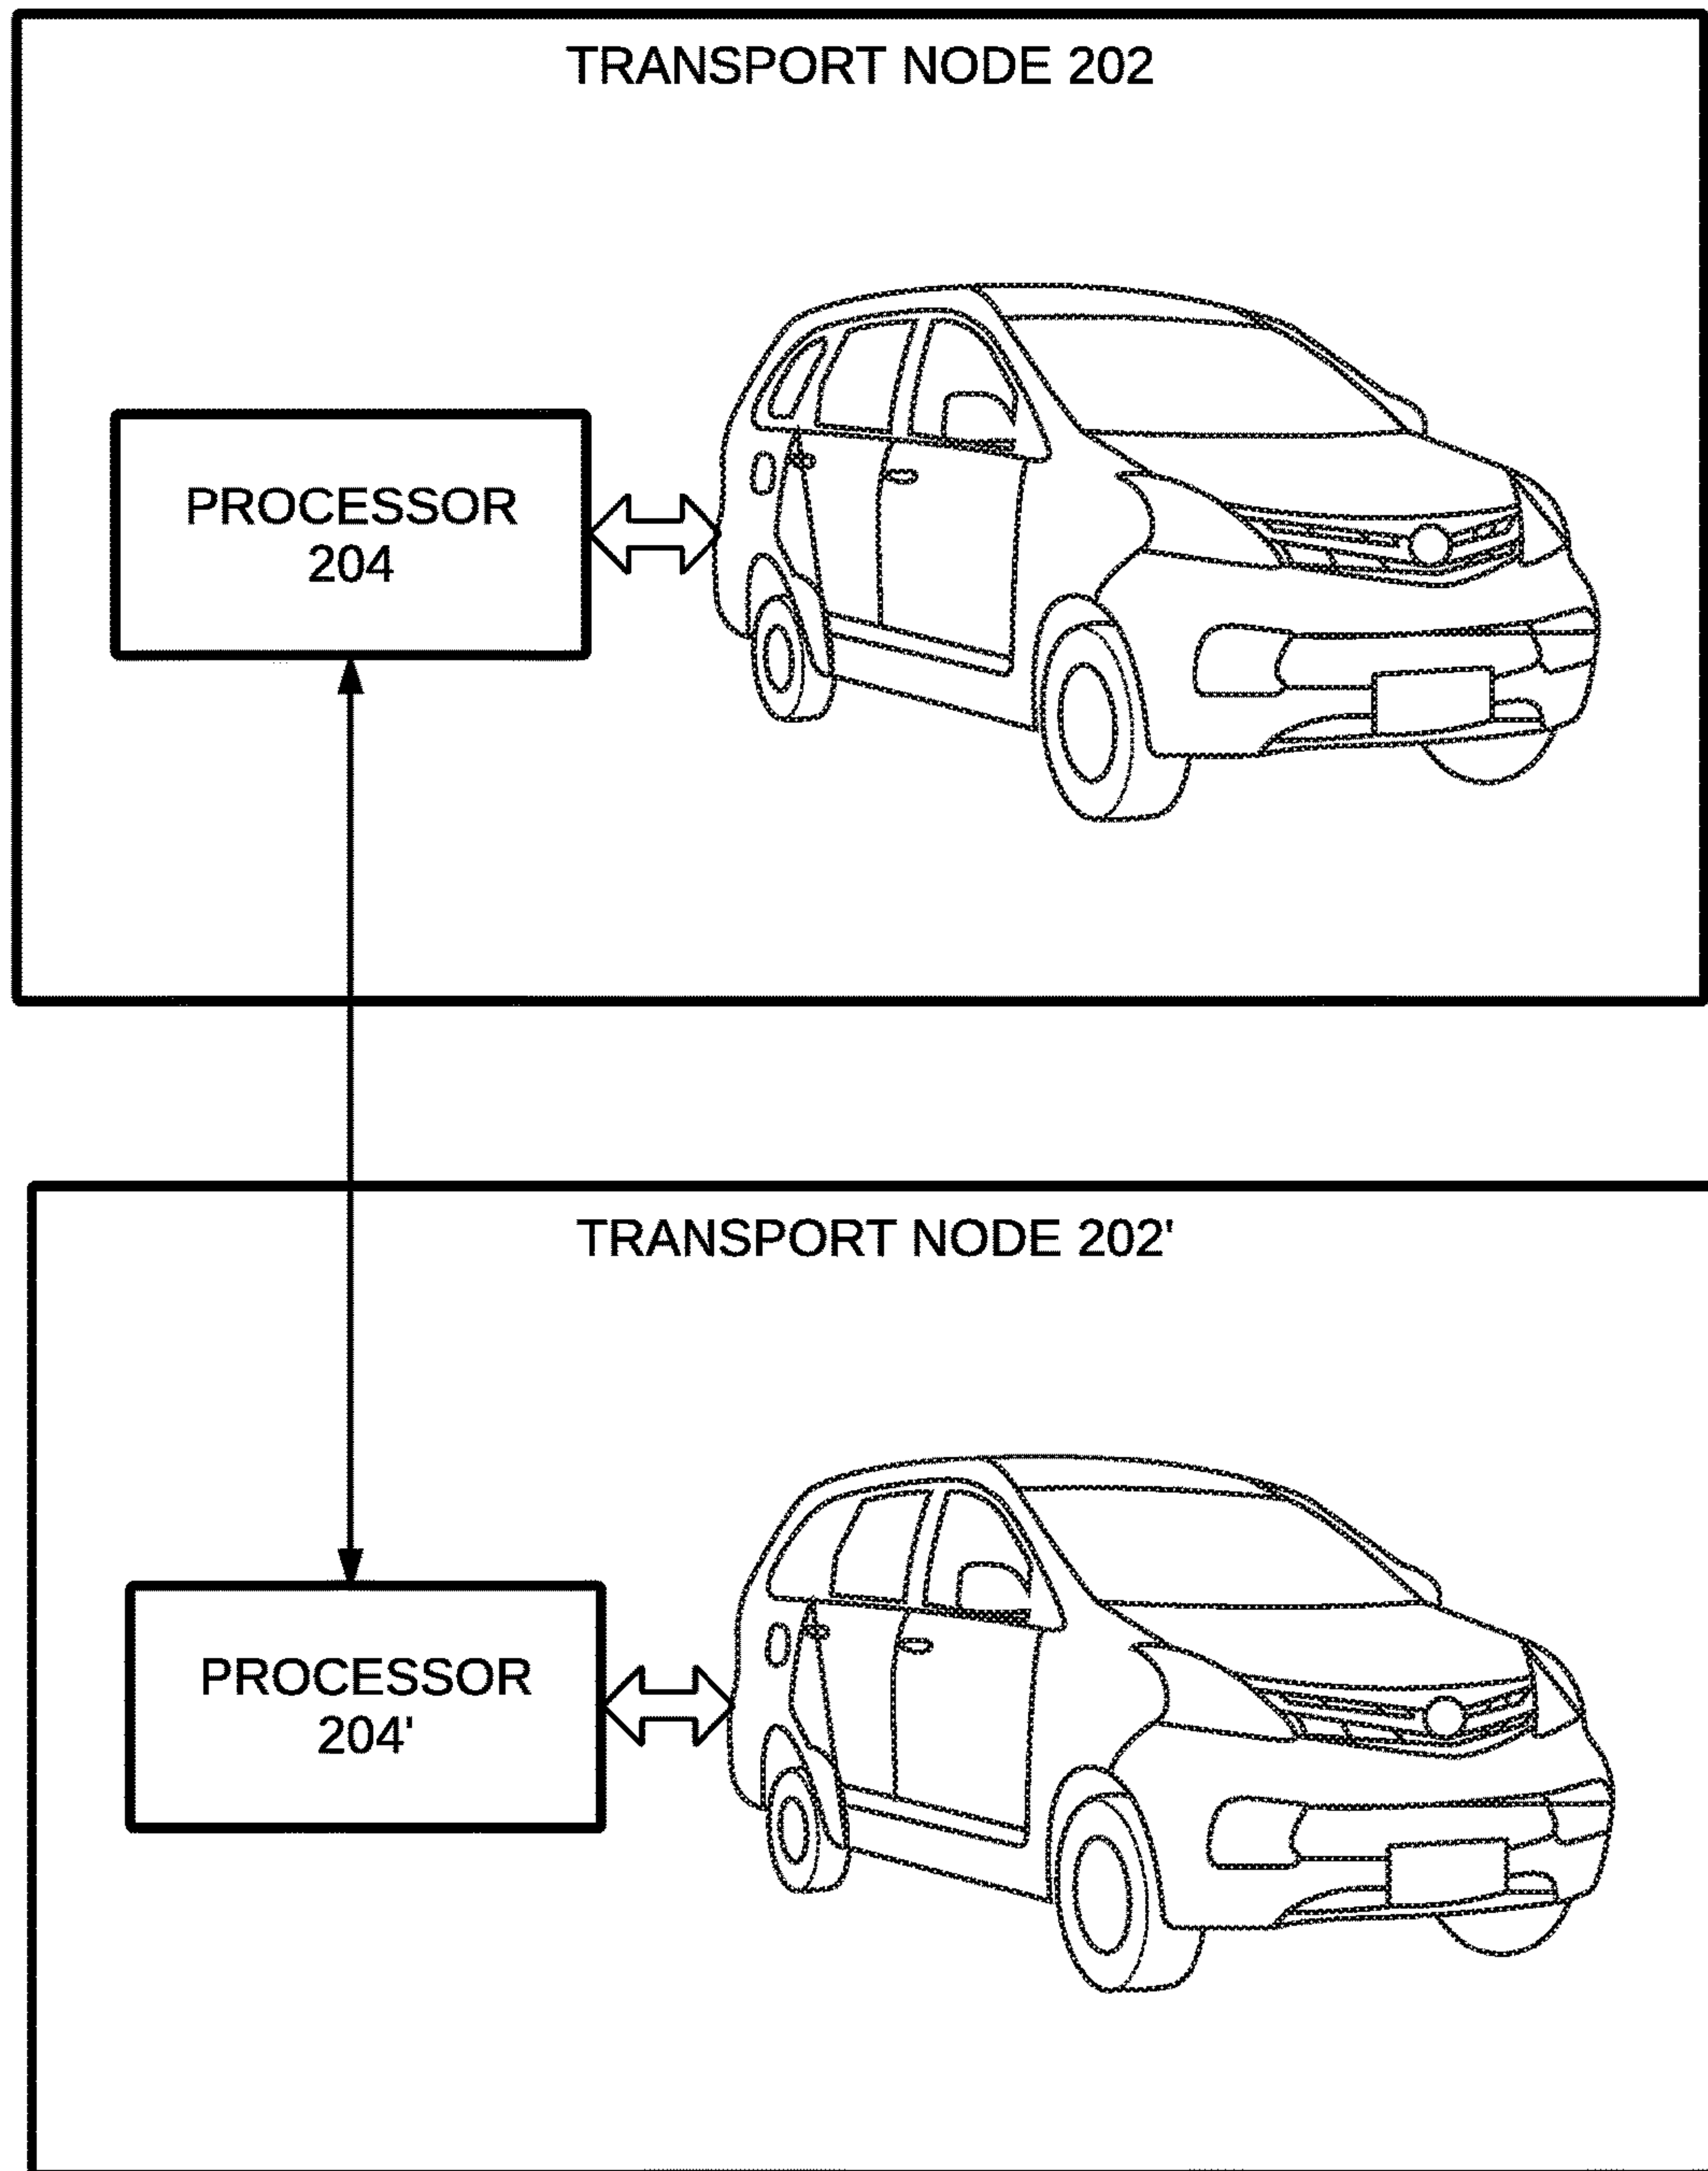 TRANSPORT NODE 202
PROCESSOR
204
TRANSPORT NODE 202'
PROCESSOR
204'